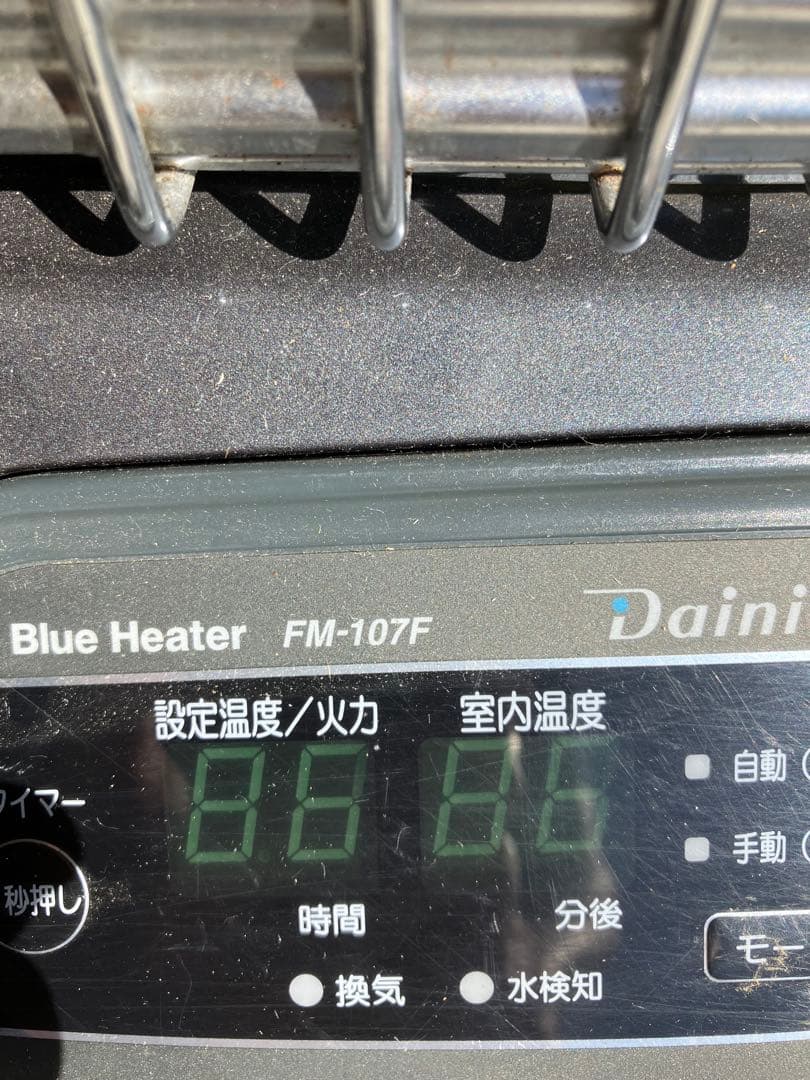 Blue Heater FM-107F Daini
設定温度／火力 室内温度
自動
タイマー
手動
秒押し
時間 分後
モー
換気 水検知